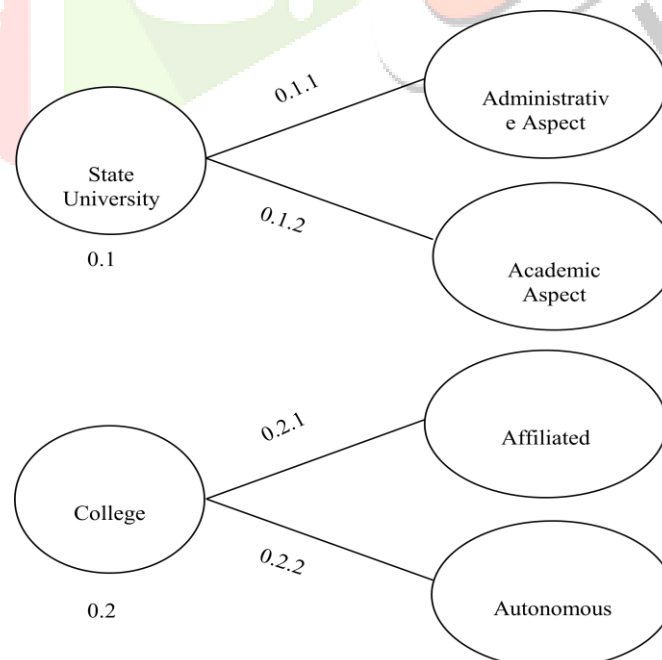 0.1.1
Administrativ
e Aspect
State
University
0.1.2
0.1
Academic
Aspect
0.2.1
Affiliated
College
0.2.2
0.2
Autonomous